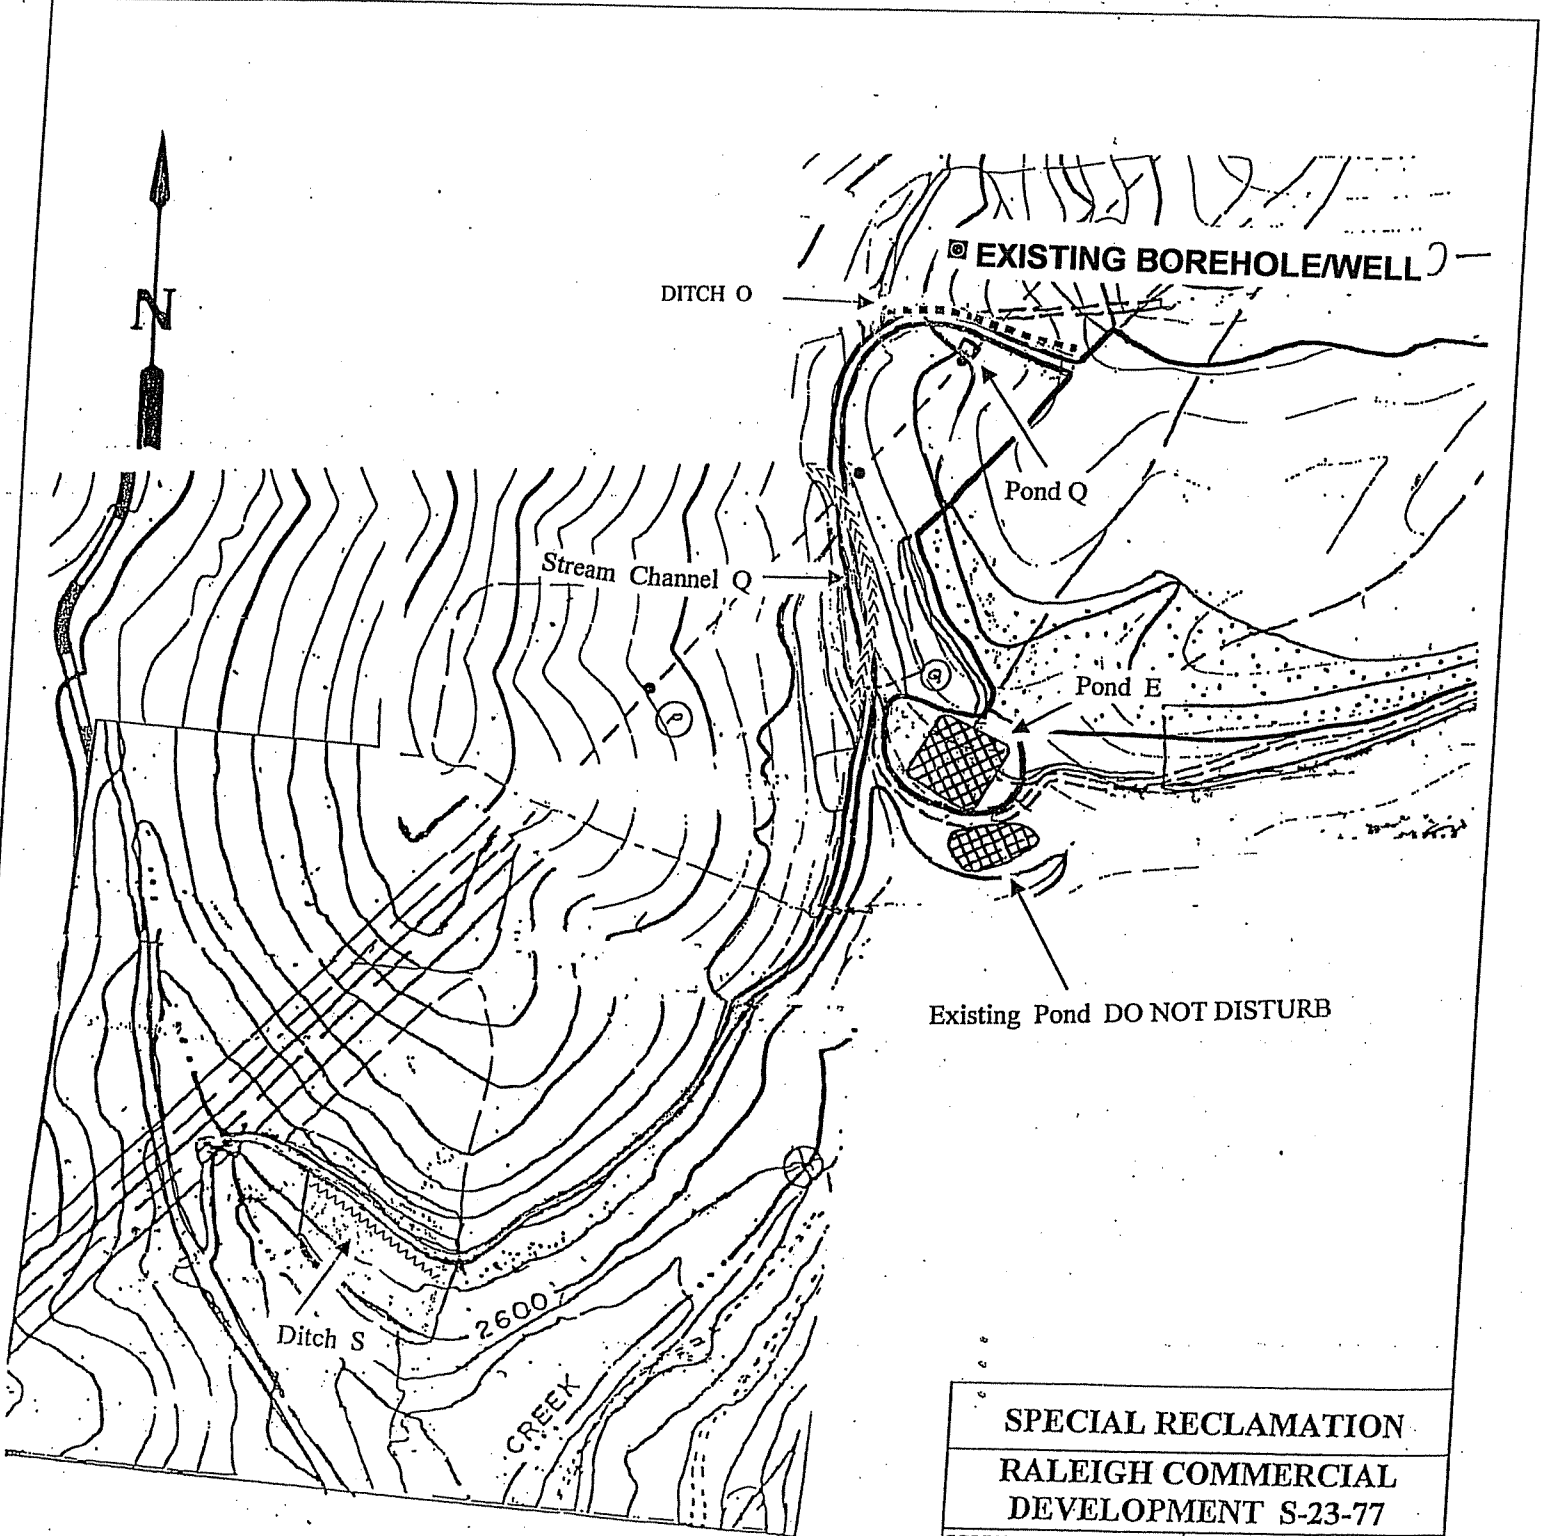 N
EXISTING BOREHOLE/WELL
DITCH O
Pond Q
Stream Channel Q
Pond E
Existing Pond DO NOT DISTURB
Ditch S
2600
CREEK
SPECIAL RECLAMATION
RALEIGH COMMERCIAL
DEVELOPMENT S-23-77